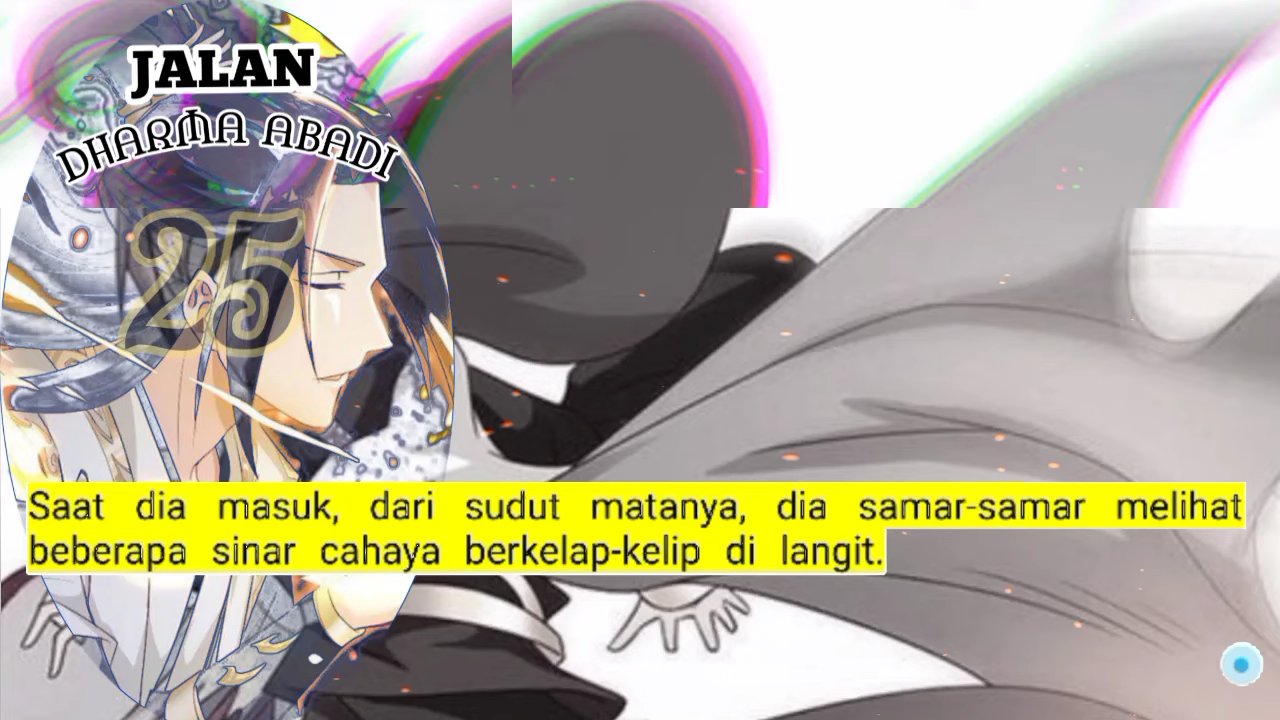 JALAN
DHARMA ABADI
25
Saat dia masuk, dari sudut matanya, dia samar-samar melihat
beberapa sinar cahaya berkelap-kelip di langit.